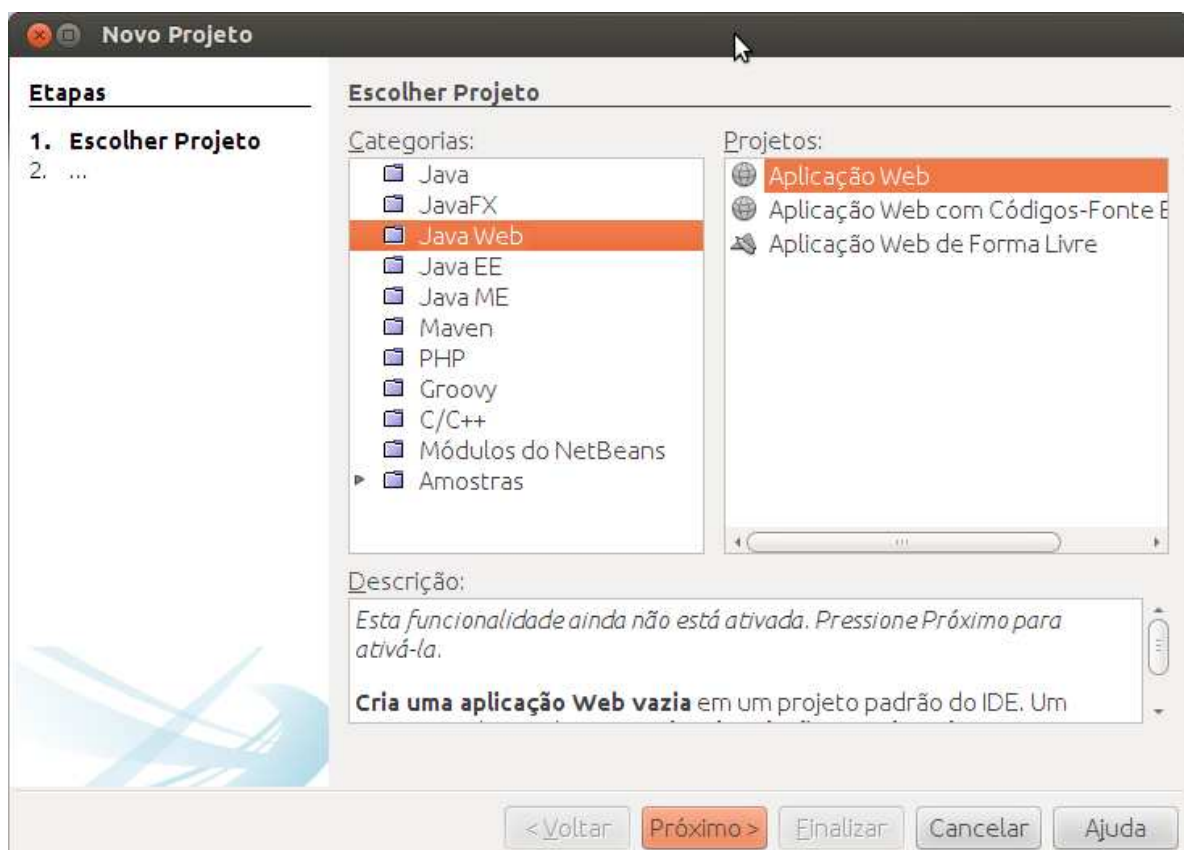 Novo Projeto
Etapas
1. Escolher Projeto
2. ...
Escolher Projeto
Categorias:
Java
JavaFX
Java Web
Java EE
Java ME
Maven
PHP
Groovy
C/C++
Módulos do NetBeans
Amostras
Projetos:
Aplicação Web
Aplicação Web com Códigos-Fonte E
Aplicação Web de Forma Livre
Descrição:
Esta funcionalidade ainda não está ativada. Pressione Próximo para
ativá-la.
Cria uma aplicação Web vazia em um projeto padrão do IDE. Um
< Voltar
Próximo >
Finalizar
Cancelar
Ajuda